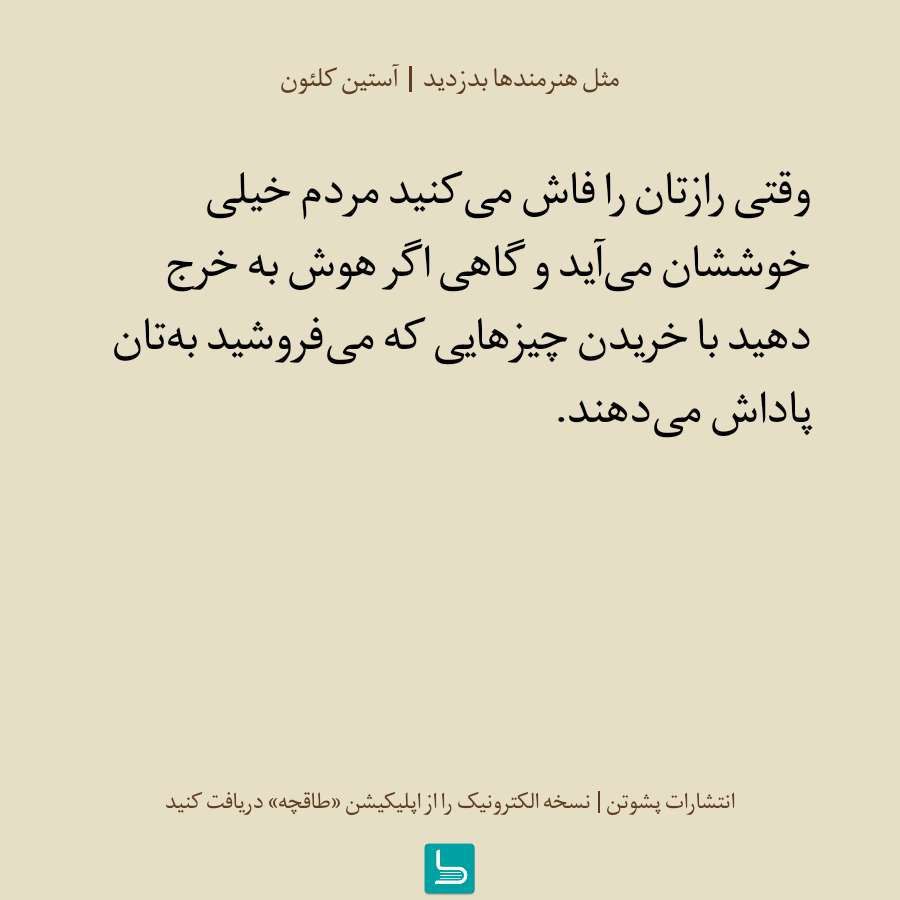 مثل هنرمندها بدزدید | آستین کلئون
وقتی رازتان را فاش می‌کنید مردم خیلی
خوششان می‌آید و گاهی اگر هوش به خرج
دهید با خریدن چیزهایی که می‌فروشید به‌تان
پاداش می‌دهند.
انتشارات پشوتن | نسخه الکترونیک را از اپلیکیشن «طاقچه» دریافت کنید